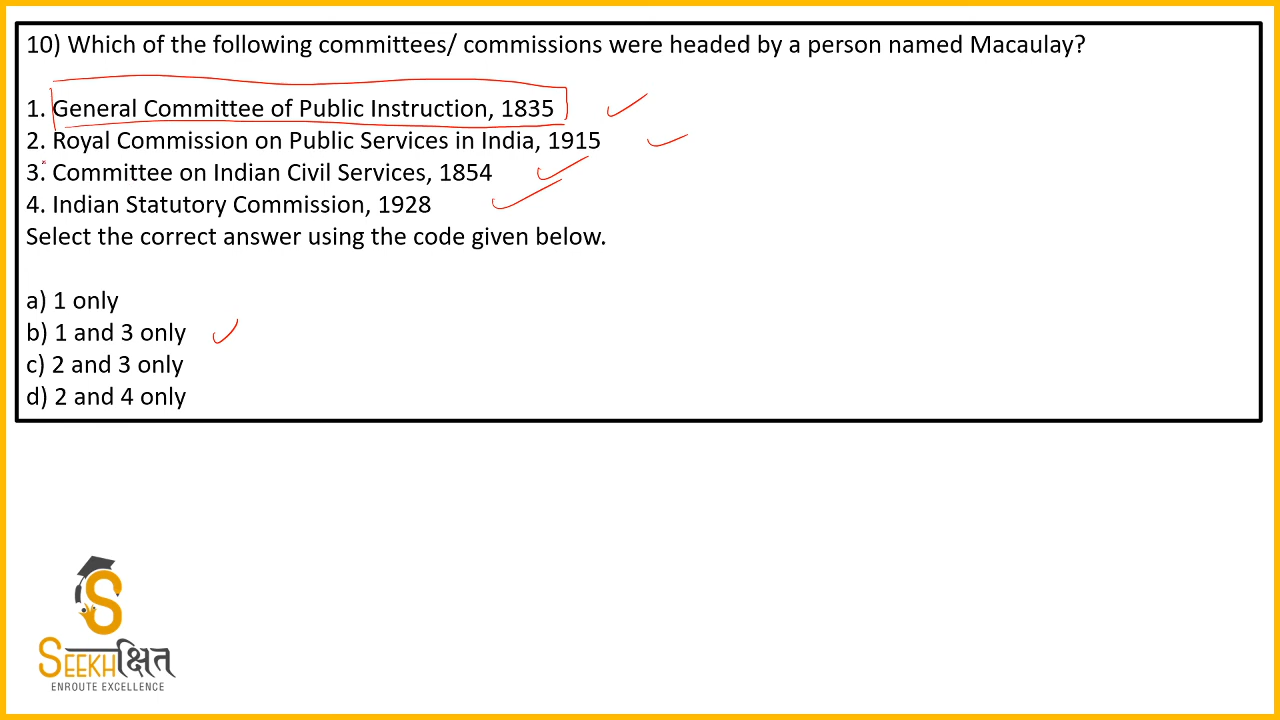 10) Which of the following committees/ commissions were headed by a person named Macaulay?
1. General Committee of Public Instruction, 1835
2. Royal Commission on Public Services in India, 1915
3. Committee on Indian Civil Services, 1854
4. Indian Statutory Commission, 1928
Select the correct answer using the code given below.
a) 1 only
b) 1 and 3 only
c) 2 and 3 only
d) 2 and 4 only
S
SEEKHक्षित
ENROUTE EXCELLENCE